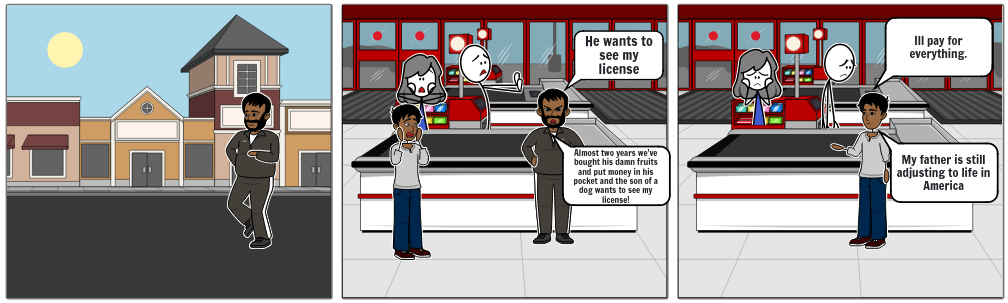 He wants to
see my
license
Almost two years we've
bought his damn fruits
and put money in his
pocket and the son of a
dog wants to see my
license!
Ill pay for
everything.
My father is still
adjusting to life in
America